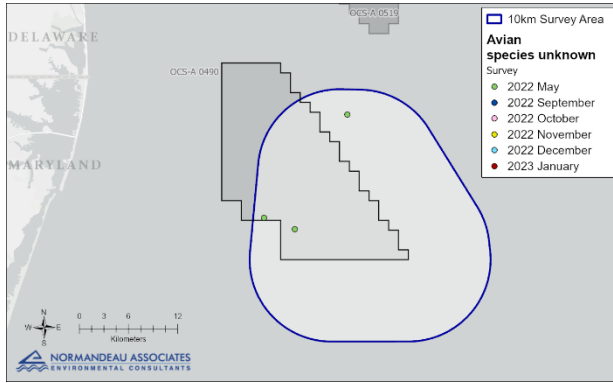 OCS-A 0519
DELAWARE
OCS-A 0490
MARYLAND
10km Survey Area
Avian
species unknown
Survey
2022 May
2022 September
2022 October
2022 November
2022 December
2023 January
N
W E
S
0 3 6 12
Kilometers
NORMANDEAU ASSOCIATES
ENVIRONMENTAL CONSULTANTS